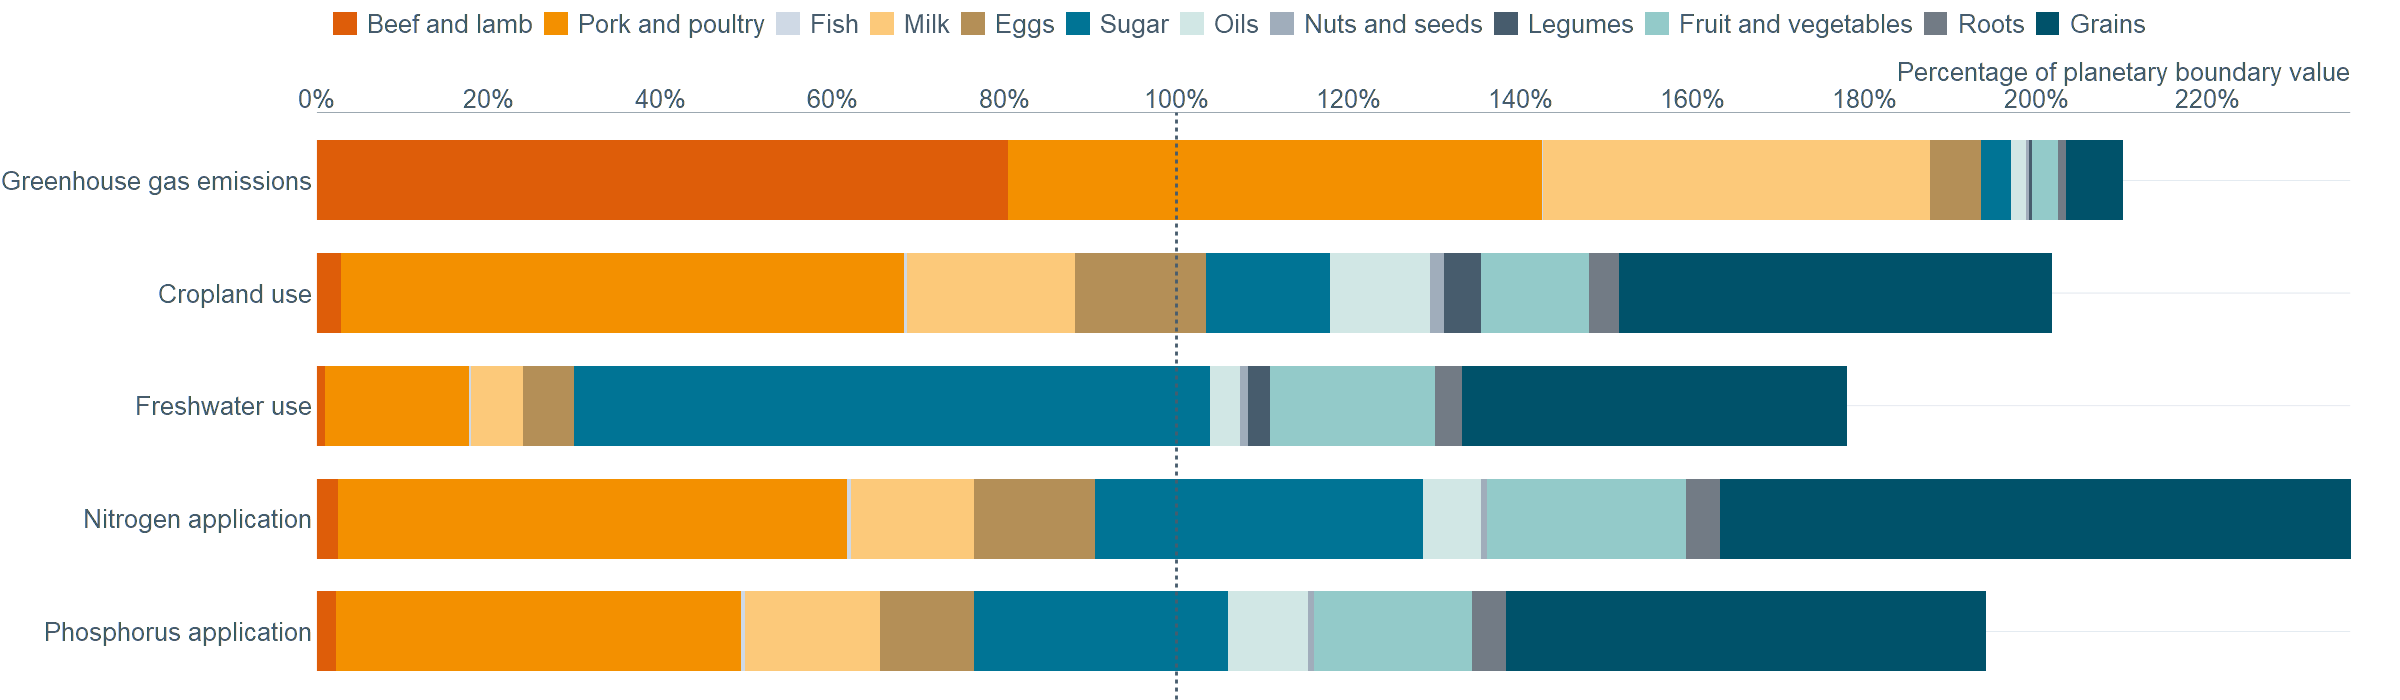 Beef and lamb Pork and poultry Fish Milk Eggs Sugar Oils Nuts and seeds Legumes Fruit and vegetables Roots Grains
Percentage of planetary boundary value
0% 20% 40% 60% 80% 100% 120% 140% 160% 180% 200% 220%
Greenhouse gas emissions
Cropland use
Freshwater use
Nitrogen application
Phosphorus application